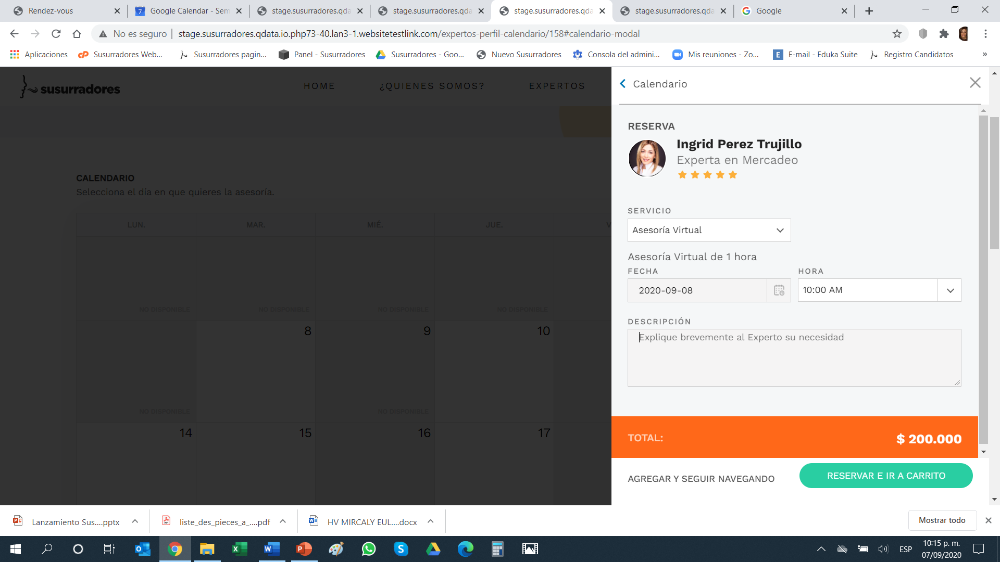 Rendez-vous
Google Calendar - Sem
stage.susurradores.qda
stage.susurradores.qda
stage.susurradores.qda
stage.susurradores.qda
Google
No es seguro | stage.susurradores.qdata.io.php73-40.lan3-1.websitetestlink.com/expertos-perfil-calendario/158#calendario-modal
Aplicaciones
Susurradores Web...
Susurradores pagin...
Panel - Susurradores
Susurradores - Goo...
Nuevo Susurradores
Consola del admini...
Mis reuniones - Zo...
E-mail - Eduka Suite
Registro Candidatos
»
susurradores
HOME
¿QUIENES SOMOS?
EXPERTOS
CALENDARIO
Selecciona el día en que quieres la asesoría.
LUN. MAR. MIÉ. JUE. V
NO DISPONIBLE NO DISPONIBLE NO DISPONIBLE NO DISPONIBLE
8 9 10
NO DISPONIBLE NO DISPONIBLE
14 15 16 17
Calendario
RESERVA
Ingrid Perez Trujillo
Experta en Mercadeo
SERVICIO
Asesoría Virtual
Asesoría Virtual de 1 hora
FECHA HORA
2020-09-08 10:00 AM
DESCRIPCIÓN
Explique brevemente al Experto su necesidad
TOTAL: $ 200.000
AGREGAR Y SEGUIR NAVEGANDO
RESERVAR E IR A CARRITO
Lanzamiento Sus....pptx
liste_des_pieces_a_....pdf
HV MIRCALY EUL....docx
Mostrar todo
ESP
10:15 p. m.
07/09/2020